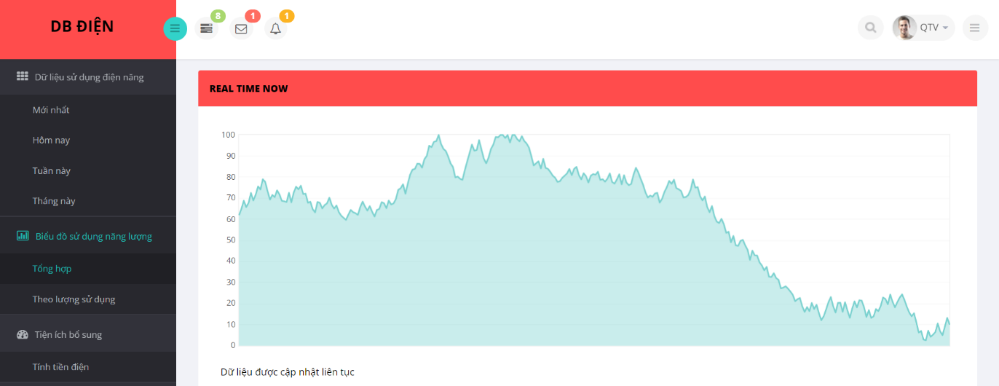 DB ĐIỆN
8
1
1
QTV
Dữ liệu sử dụng điện năng
Mới nhất
Hôm nay
Tuần này
Tháng này
Biểu đồ sử dụng năng lượng
Tổng hợp
Theo lượng sử dụng
Tiện ích bổ sung
Tính tiền điện
REAL TIME NOW
100
90
80
70
60
50
40
30
20
10
0
Dữ liệu được cập nhật liên tục